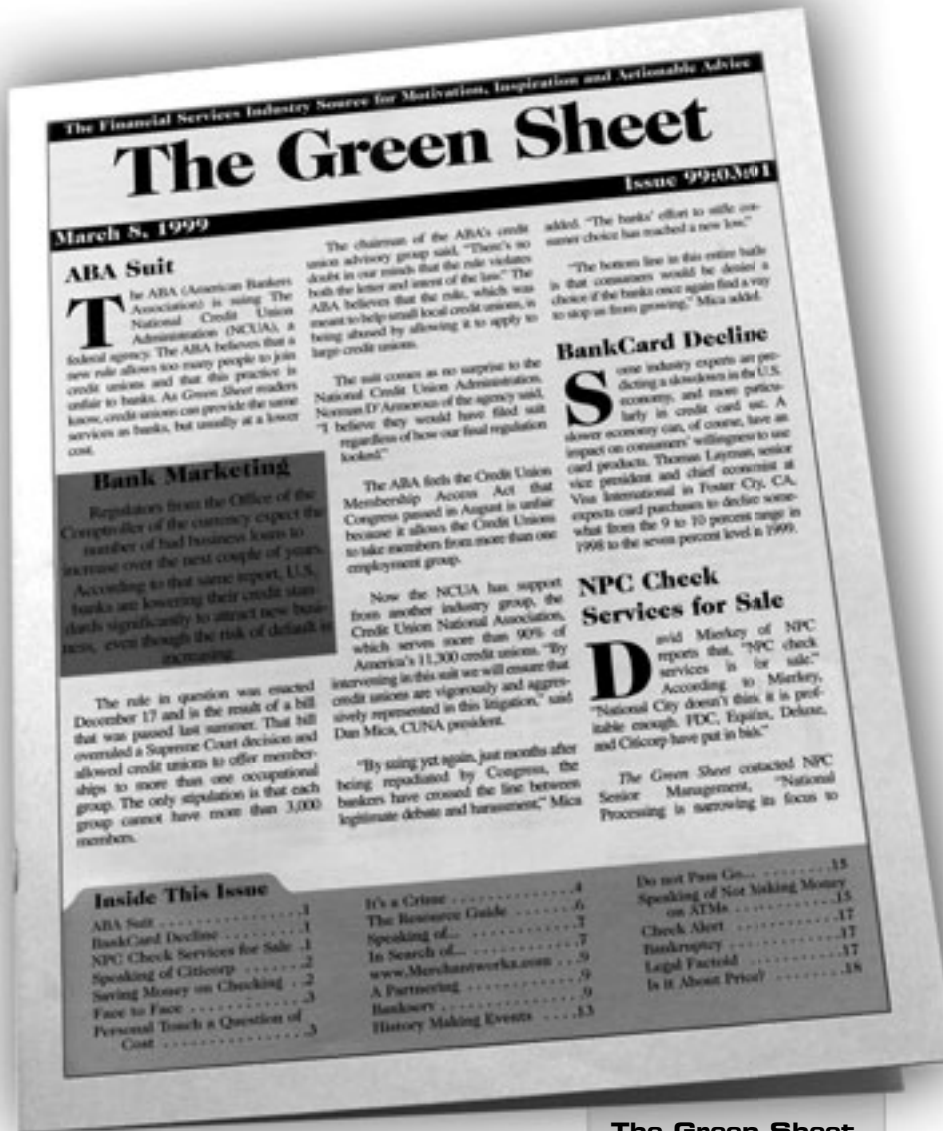 The Financial Services Industry Source for Motivation, Inspiration and Actionable Advice
The Green Sheet
March 8, 1999
Issue 99:03:01
ABA Suit
The ABA (American Bankers
Association) is suing The
National Credit Union
Administration (NCUA), a
federal agency. The ABA believes that a
new rule allows too many people to join
credit unions and that this practice is
unfair to banks. As Green Sheet readers
know, credit unions can provide the same
services as banks, but usually at a lower
cost.
Bank Marketing
Regulators from the Office of the
Comptroller of the currency expect the
number of bad business loans to
increase over the next couple of years.
According to that same report, U.S.
banks are lowering their credit stan-
dards significantly to attract new busi-
ness, even though the risk of default is
increasing
The rule in question was enacted
December 17 and is the result of a bill
that was passed last summer. That bill
overruled a Supreme Court decision and
allowed credit unions to offer member-
ships to more than one occupational
group. The only stipulation is that each
group cannot have more than 3,000
members.
The chairman of the ABA's credit
union advisory group said, "There's no
doubt in our minds that the rule violates
both the letter and intent of the law." The
ABA believes that the rule, which was
meant to help small local credit unions, is
being abused by allowing it to apply to
large credit unions.
The suit comes as no surprise to the
National Credit Union Administration.
Norman D'Amorous of the agency said,
"I believe they would have filed suit
regardless of how our final regulation
looked."
The ABA feels the Credit Union
Membership Access Act that
Congress passed in August is unfair
because it allows the Credit Unions
to take members from more than one
employment group.
Now the NCUA has support
from another industry group, the
Credit Union National Association,
which serves more than 90% of
America's 11,300 credit unions. "By
intervening in this suit we will ensure that
credit unions are vigorously and aggres-
sively represented in this litigation," said
Dan Mica, CUNA president.
"By suing yet again, just months after
being repudiated by Congress, the
bankers have crossed the line between
legitimate debate and harassment," Mica
added. "The banks' effort to stifle con-
sumer choice has reached a new low."
"The bottom line in this entire battle
is that consumers would be denied a
choice if the banks once again find a way
to stop us from growing," Mica added.
BankCard Decline
Some industry experts are pre-
dicting a slowdown in the U.S.
economy, and more particu-
larly in credit card use. A
slower economy can, of course, have an
impact on consumers' willingness to use
card products. Thomas Layman, senior
vice president and chief economist at
Visa International in Foster City, CA,
expects card purchases to decline some-
what from the 9 to 10 percent range in
1998 to the seven percent level in 1999.
NPC Check
Services for Sale
David Mierkey of NPC
reports that, "NPC check
services is for sale."
According to Mierkey,
"National City doesn't think it is prof-
itable enough. FDC, Equifax, Deluxe,
and Citicorp have put in bids."
The Green Sheet contacted NPC
Senior Management, "National
Processing is narrowing its focus to
Inside This Issue
ABA Suit . . . . . . . . . . . . . . . .1
BankCard Decline . . . . . . . . .1
NPC Check Services for Sale .1
Speaking of Citicorp . . . . . . .2
Saving Money on Checking . .2
Face to Face . . . . . . . . . . . . .3
Personal Touch a Question of
Cost . . . . . . . . . . . . . . . .3
It's a Crime . . . . . . . . . . . . .4
The Resource Guide . . . . . . .6
Speaking of... . . . . . . . . . . .7
In Search of... . . . . . . . . . . .7
www.Merchantworks.com . . .9
A Partnering . . . . . . . . . . . .9
Bankserv . . . . . . . . . . . . . . .9
History Making Events . . . .13
Do not Pass Go... . . . . . . . .15
Speaking of Not Making Money
on ATMs . . . . . . . . . . . . .15
Check Alert . . . . . . . . . . . .17
Bankruptcy . . . . . . . . . . . .17
Legal Factoid . . . . . . . . . . .17
Is it About Price? . . . . . . . .18
The Green Sheet